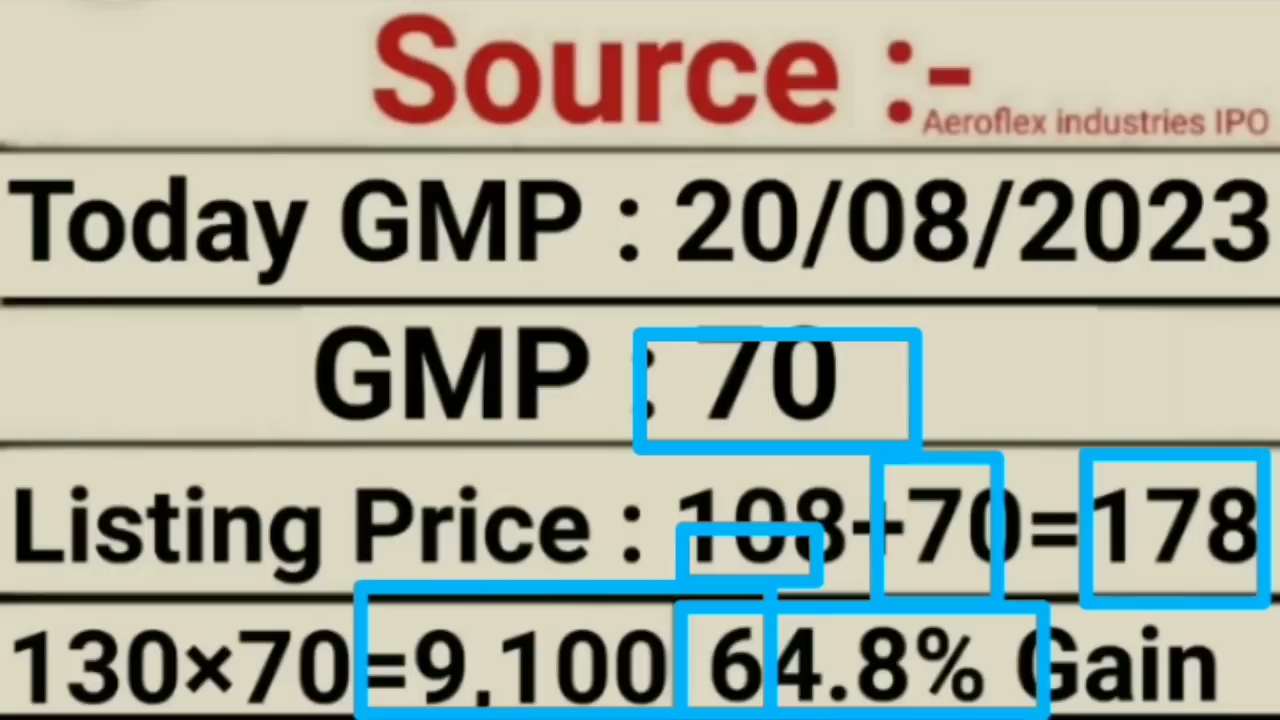 Source :-
Aeroflex industries IPO
Today GMP : 20/08/2023
GMP : 70
Listing Price : 108+70=178
130×70=9,100 64.8% Gain